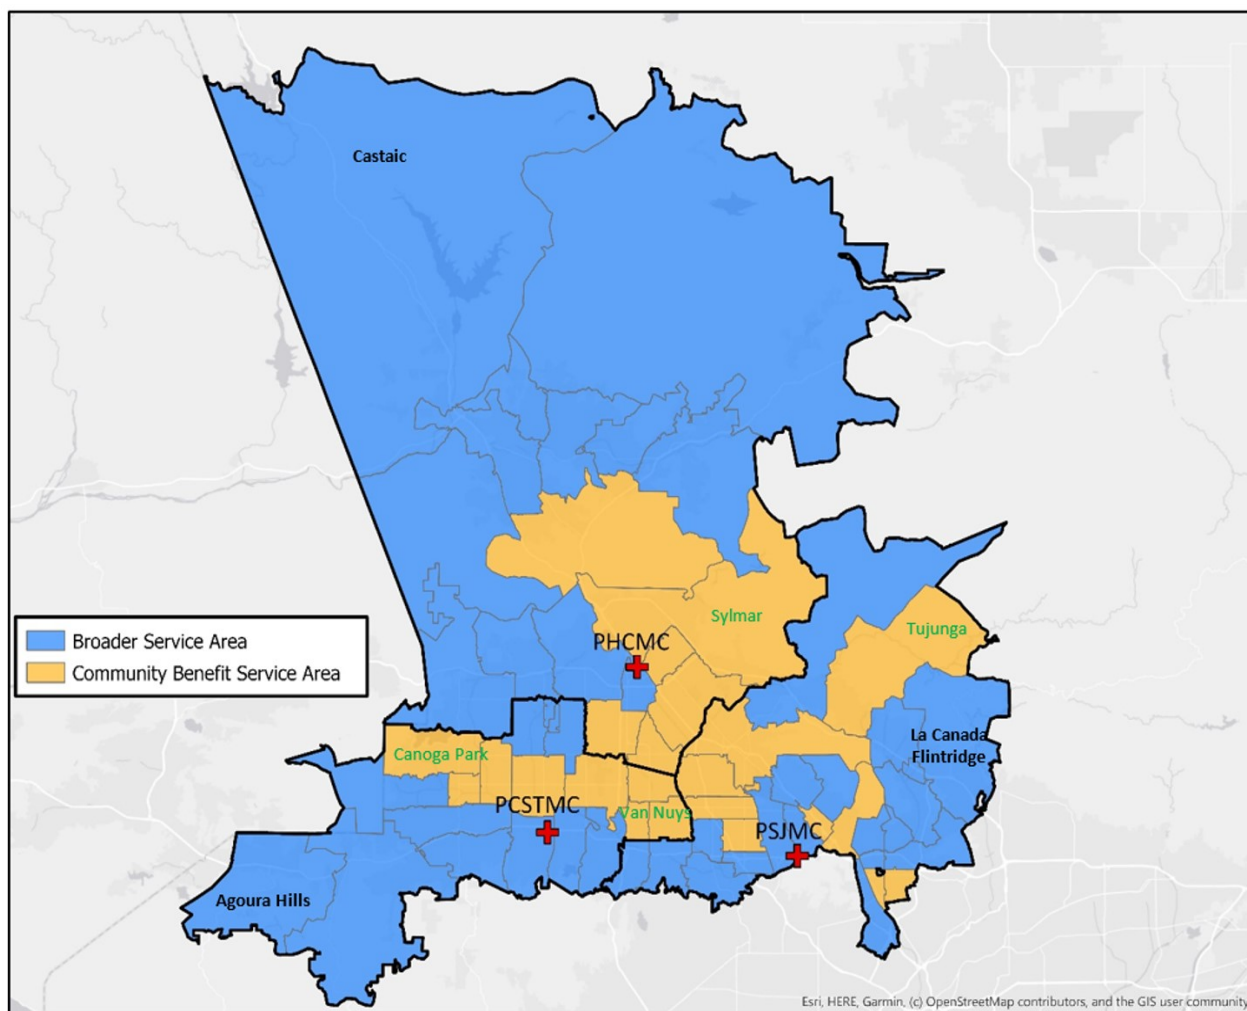 Castaic
Broader Service Area
Community Benefit Service Area
Sylmar
Tujunga
PHCMC
La Canada
Flintridge
Canoga Park
PCSTMC
Van Nuys
PSJMC
Agoura Hills
Esri, HERE, Garmin, (c) OpenStreetMap contributors, and the GIS user community